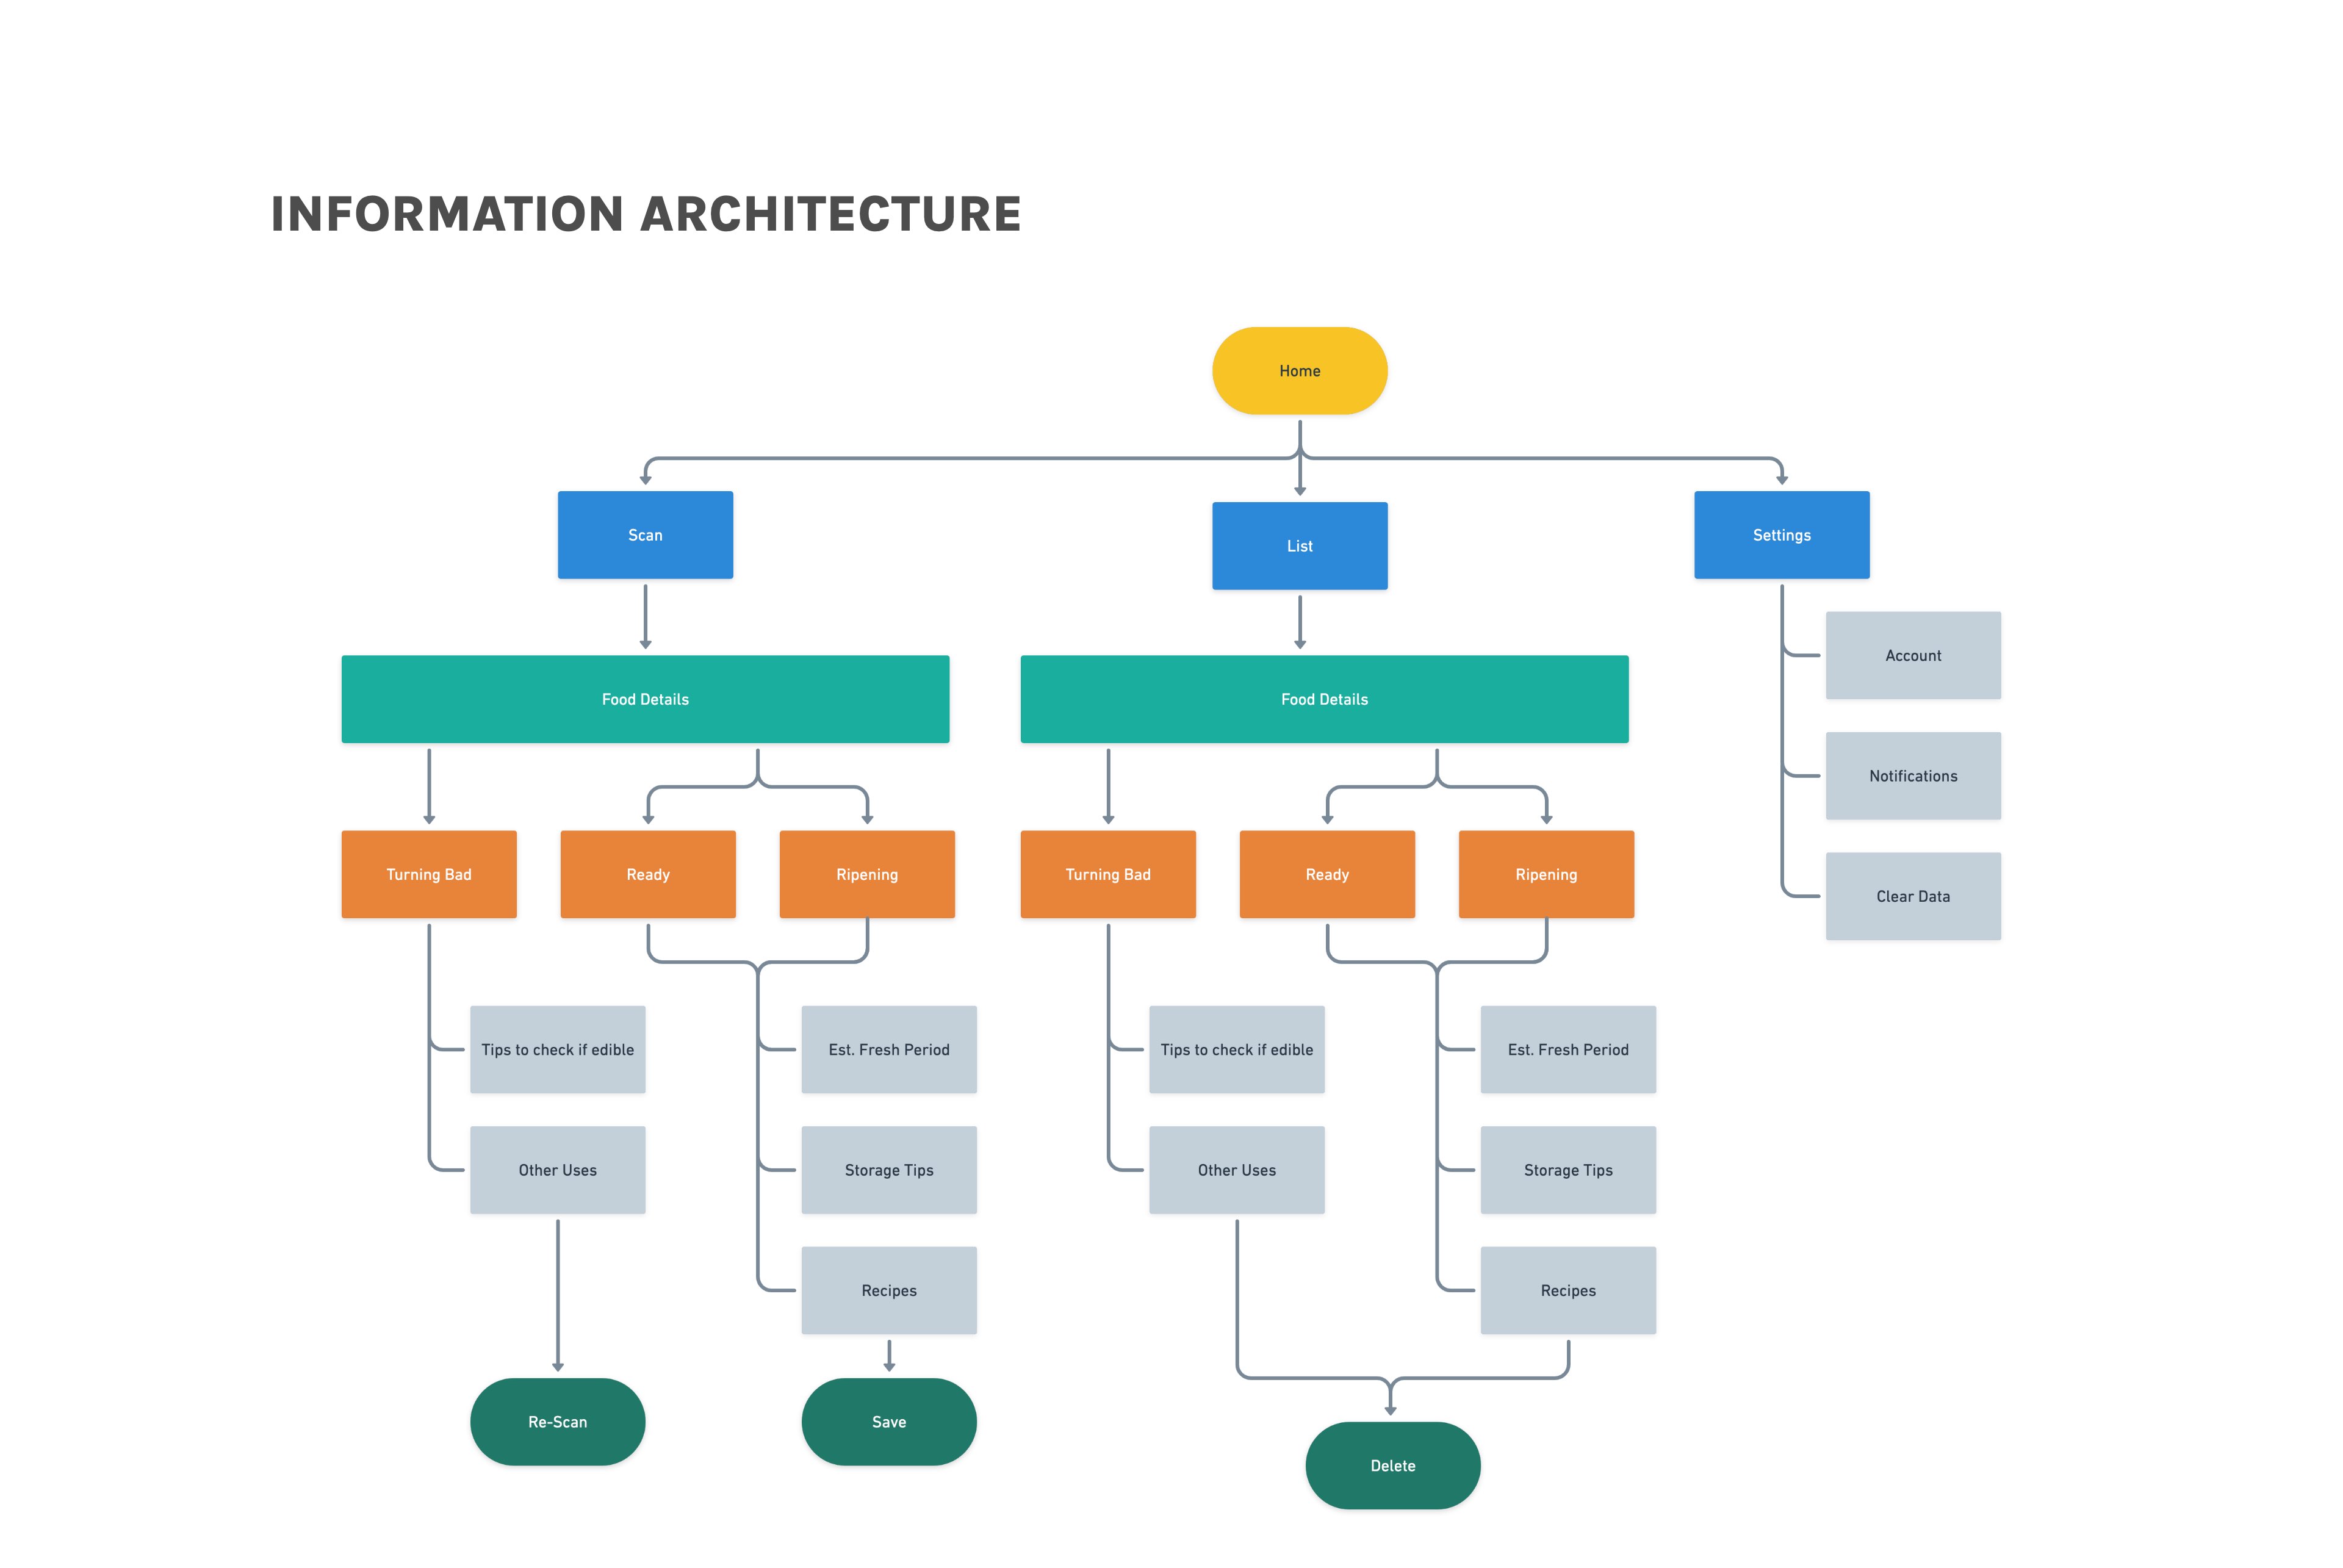 INFORMATION ARCHITECTURE
Home
Scan
List
Settings
Account
Food Details
Food Details
Notifications
Turning Bad
Ready
Ripening
Turning Bad
Ready
Ripening
Clear Data
Tips to check if edible
Est. Fresh Period
Tips to check if edible
Est. Fresh Period
Other Uses
Storage Tips
Other Uses
Storage Tips
Recipes
Recipes
Re-Scan
Save
Delete